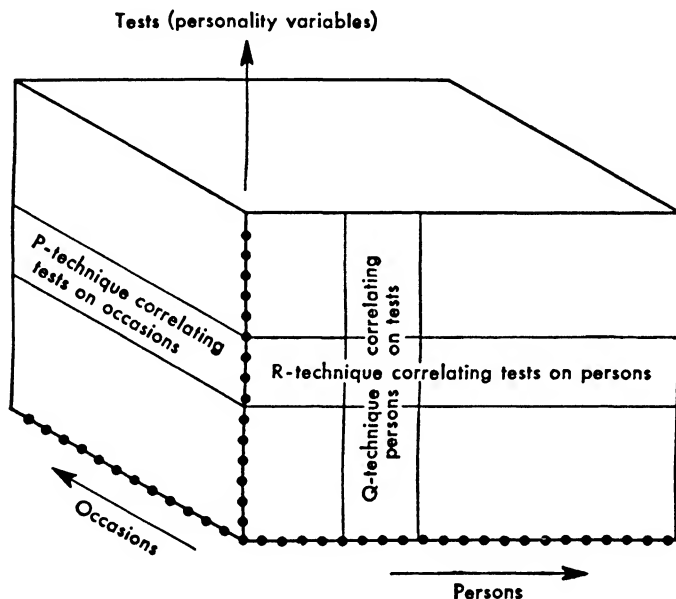 Tests (personality variables)
P-technique correlating
tests on occasions
Q-technique correlating
persons on tests
R-technique correlating tests on persons
Occasions
Persons